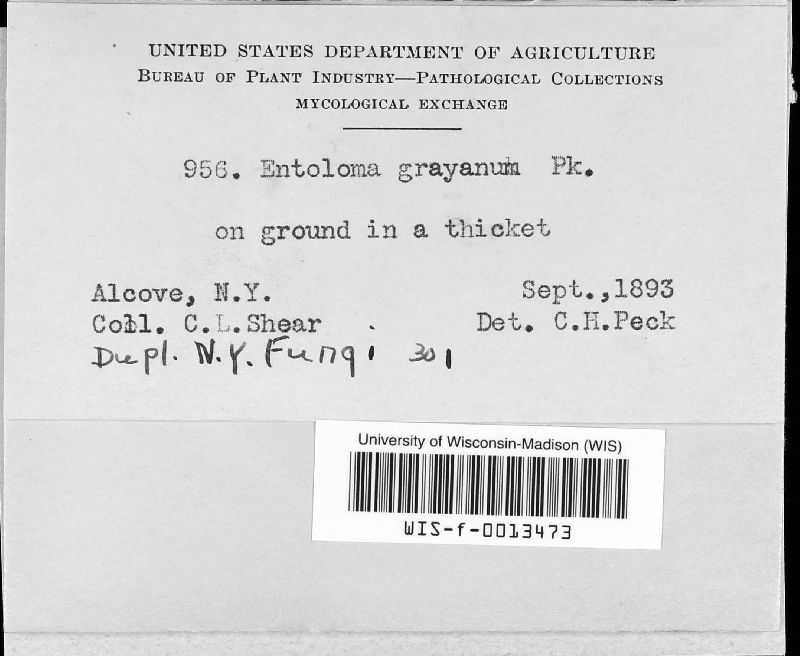 UNITED STATES DEPARTMENT OF AGRICULTURE
BUREAU OF PLANT INDUSTRY—PATHOLOGICAL COLLECTIONS
MYCOLOGICAL EXCHANGE
956. Entoloma grayanum Pk.
on ground in a thicket
Alcove, N.Y. Sept.,1893
Coll. C.L.Shear Det. C.H.Peck
Dupl. N.Y. Fungi 301
University of Wisconsin-Madison (WIS)
WIS-f-0013473